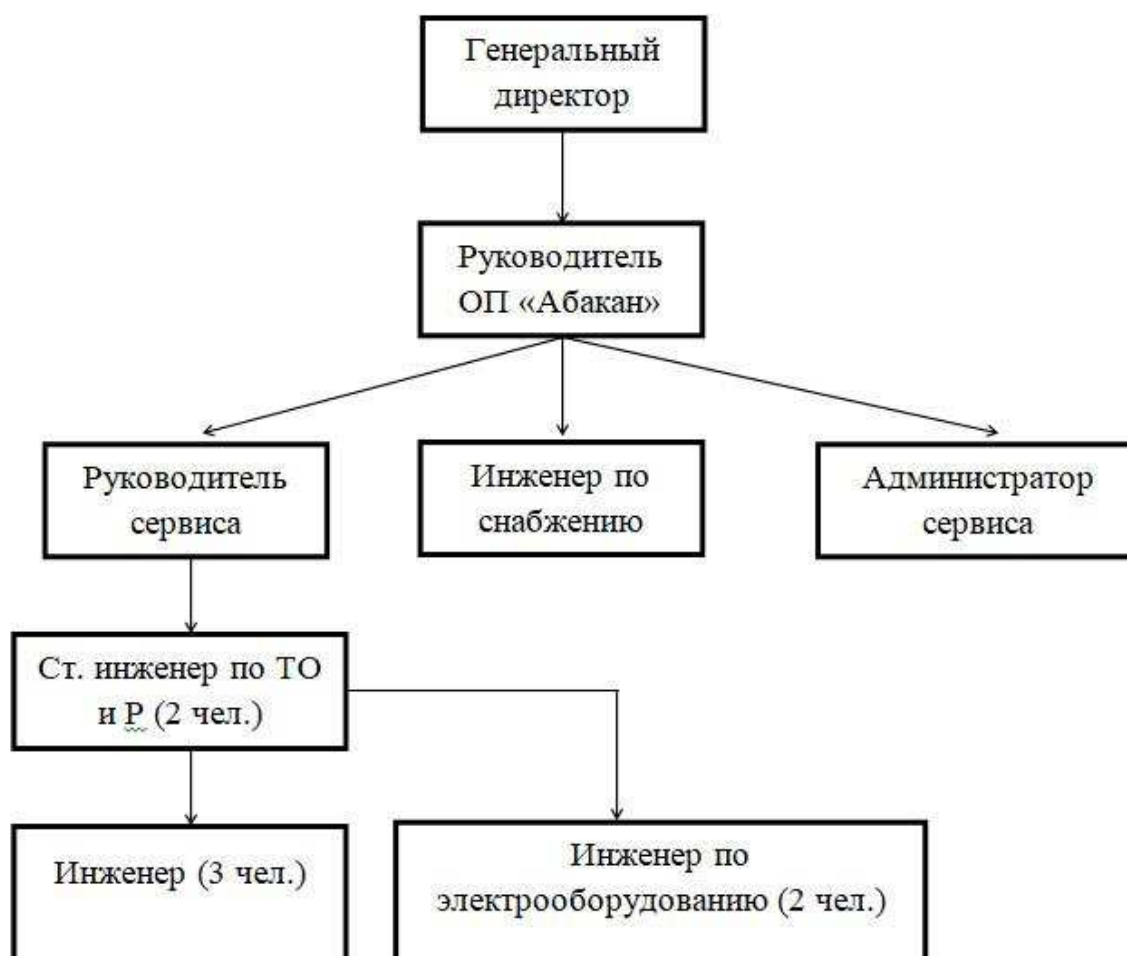 Генеральный
директор
Руководитель
ОП «Абакан»
Руководитель
сервиса
Инженер по
снабжению
Администратор
сервиса
Ст. инженер по ТО
и Р (2 чел.)
Инженер (3 чел.)
Инженер по
электрооборудованию (2 чел.)